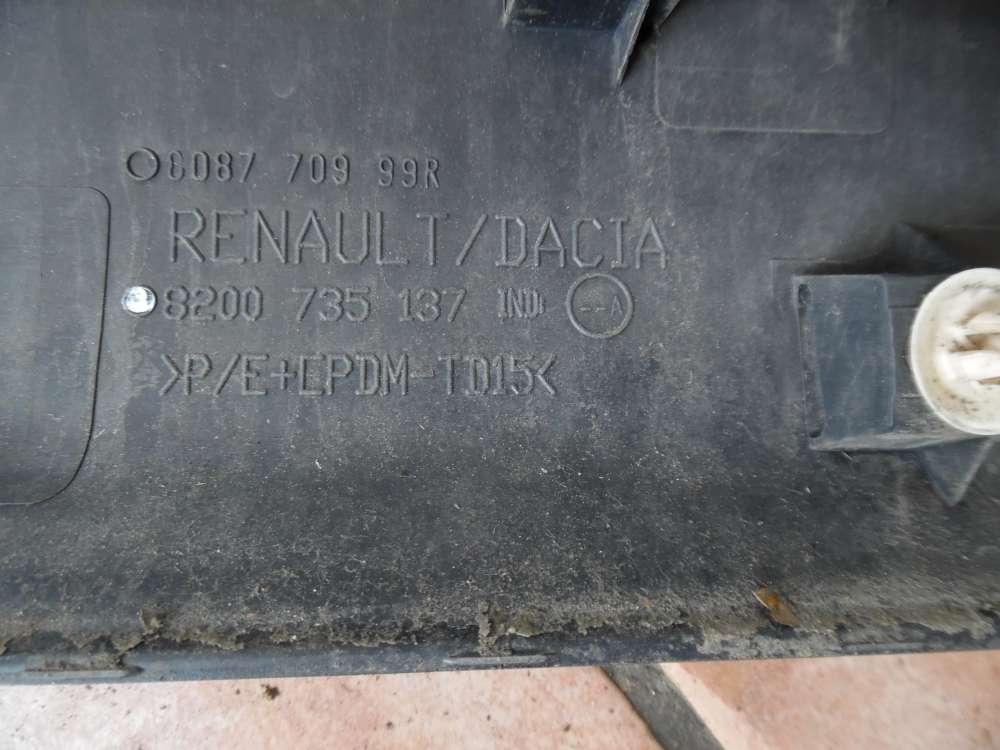 8087 709 99R
RENAULT/DACIA
8200 735 137 IND: --A
>P/E+EPDM-TD15<